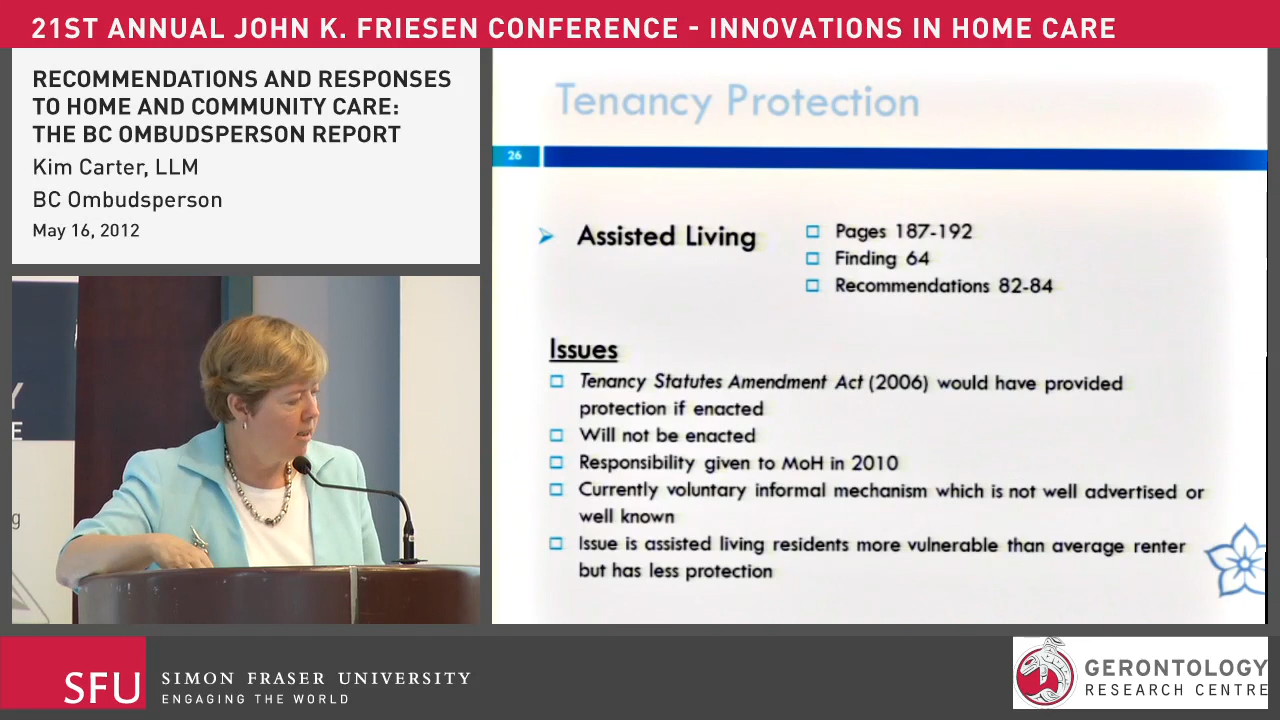 21ST ANNUAL JOHN K. FRIESEN CONFERENCE - INNOVATIONS IN HOME CARE
RECOMMENDATIONS AND RESPONSES
TO HOME AND COMMUNITY CARE:
THE BC OMBUDSPERSON REPORT
Kim Carter, LLM
BC Ombudsperson
May 16, 2012
Tenancy Protection
26
Assisted Living
Pages 187-192
Finding 64
Recommendations 82-84
Issues
Tenancy Statutes Amendment Act (2006) would have provided
protection if enacted
Will not be enacted
Responsibility given to MoH in 2010
Currently voluntary informal mechanism which is not well advertised or
well known
Issue is assisted living residents more vulnerable than average renter
but has less protection
SFU
SIMON FRASER UNIVERSITY
ENGAGING THE WORLD
GERONTOLOGY
RESEARCH CENTRE